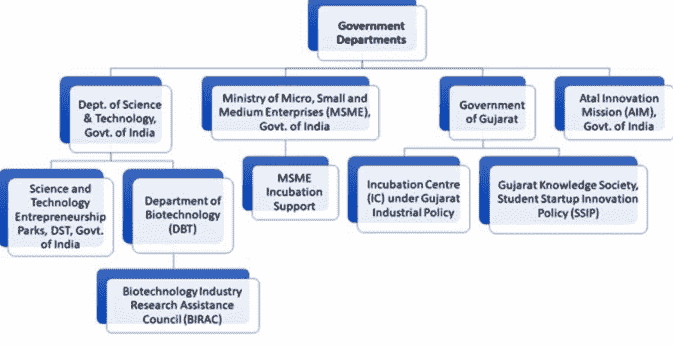 Government
Departments
Dept. of Science
& Technology,
Govt. of India
Ministry of Micro, Small and
Medium Enterprises (MSME),
Govt. of India
Government
of Gujarat
Atal Innovation
Mission (AIM),
Govt. of India
Science and
Technology
Entrepreneurship
Parks, DST, Govt.
of India
Department of
Biotechnology
(DBT)
MSME
Incubation
Support
Incubation Centre
(IC) under Gujarat
Industrial Policy
Gujarat Knowledge Society,
Student Startup Innovation
Policy (SSIP)
Biotechnology Industry
Research Assistance
Council (BIRAC)